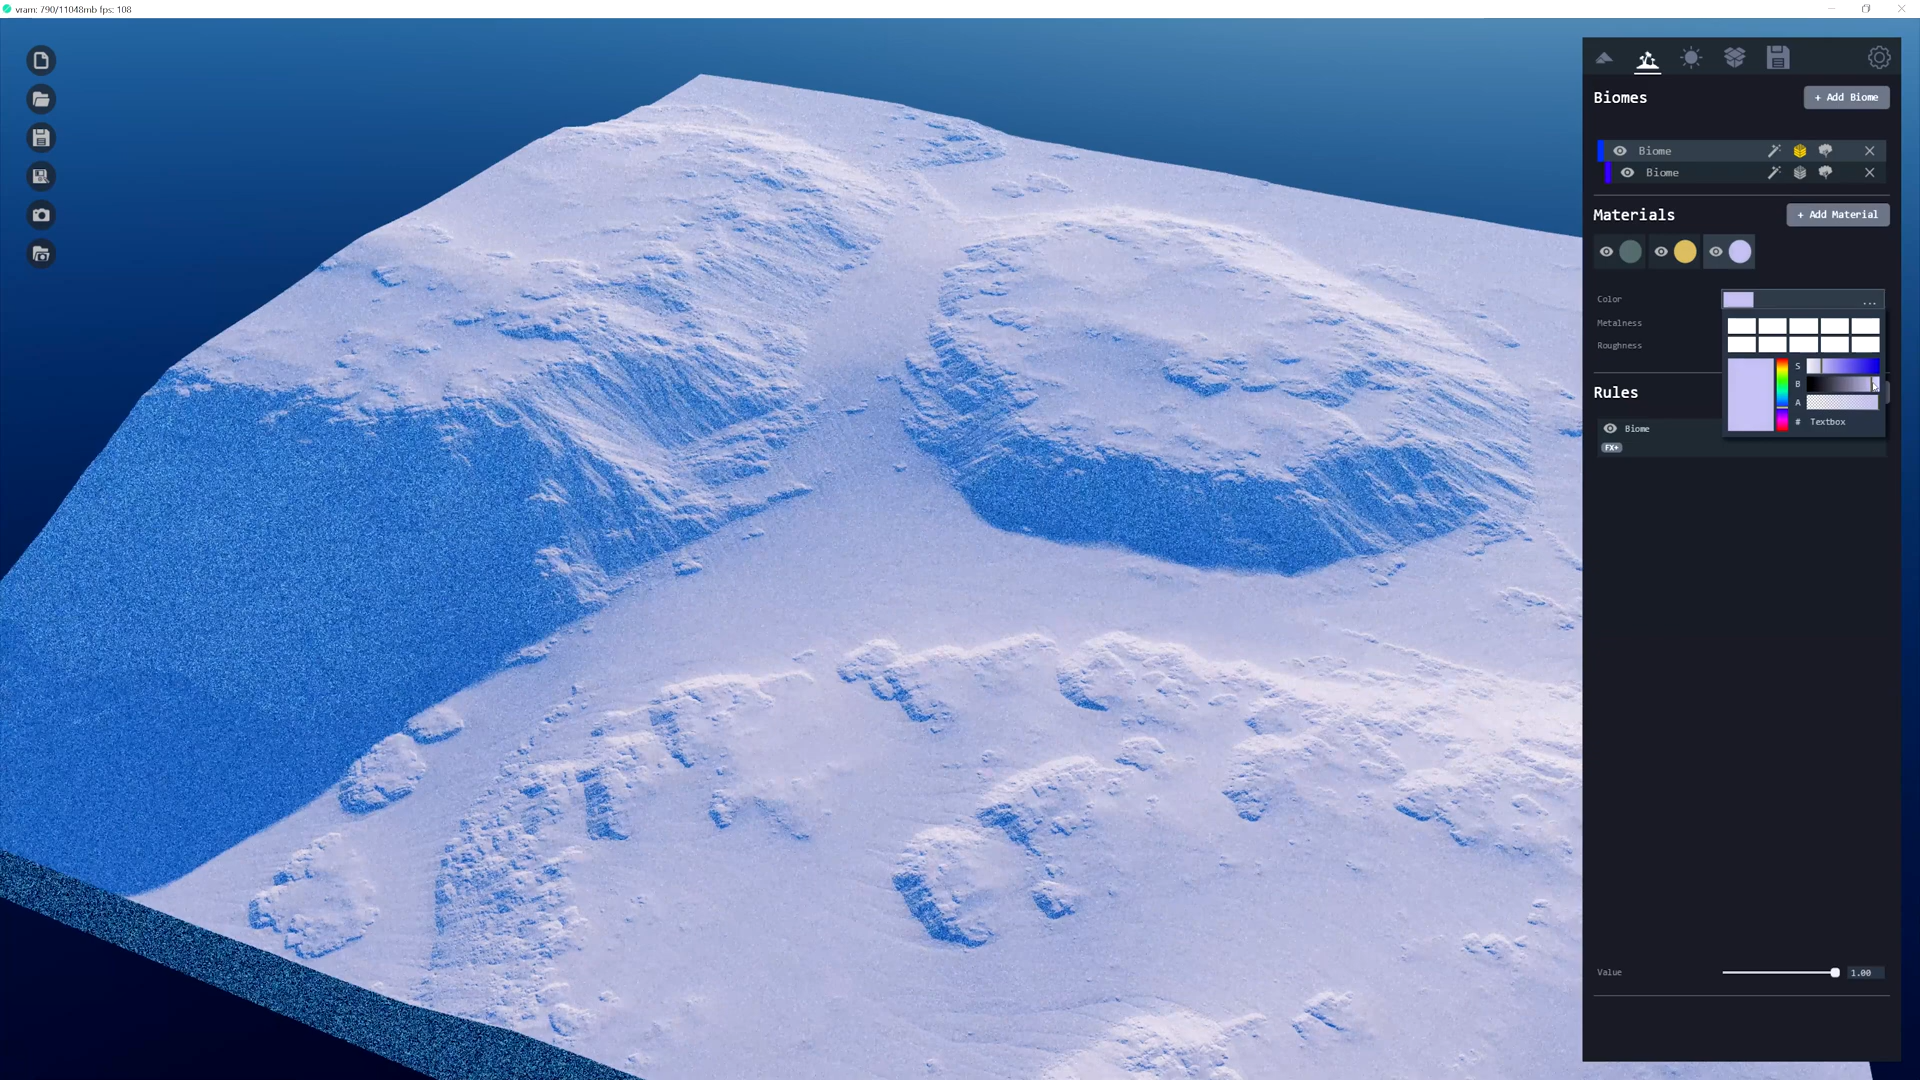 vram: 790/11048mb fps: 108
Biomes
+ Add Biome
Biome
Biome
Materials
+ Add Material
Color
...
Metalness
Roughness
S
B
A
# Textbox
Rules
Biome
FX+
Value
1.00